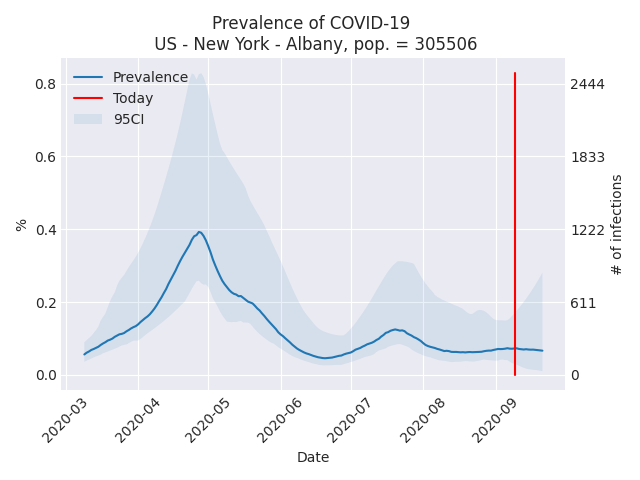 Prevalence of COVID-19
US - New York - Albany, pop. = 305506
Prevalence
Today
95CI
0.8
0.6
0.4
0.2
0.0
%
2444
1833
1222
611
0
# of infections
2020-03
2020-04
2020-05
2020-06
2020-07
2020-08
2020-09
Date